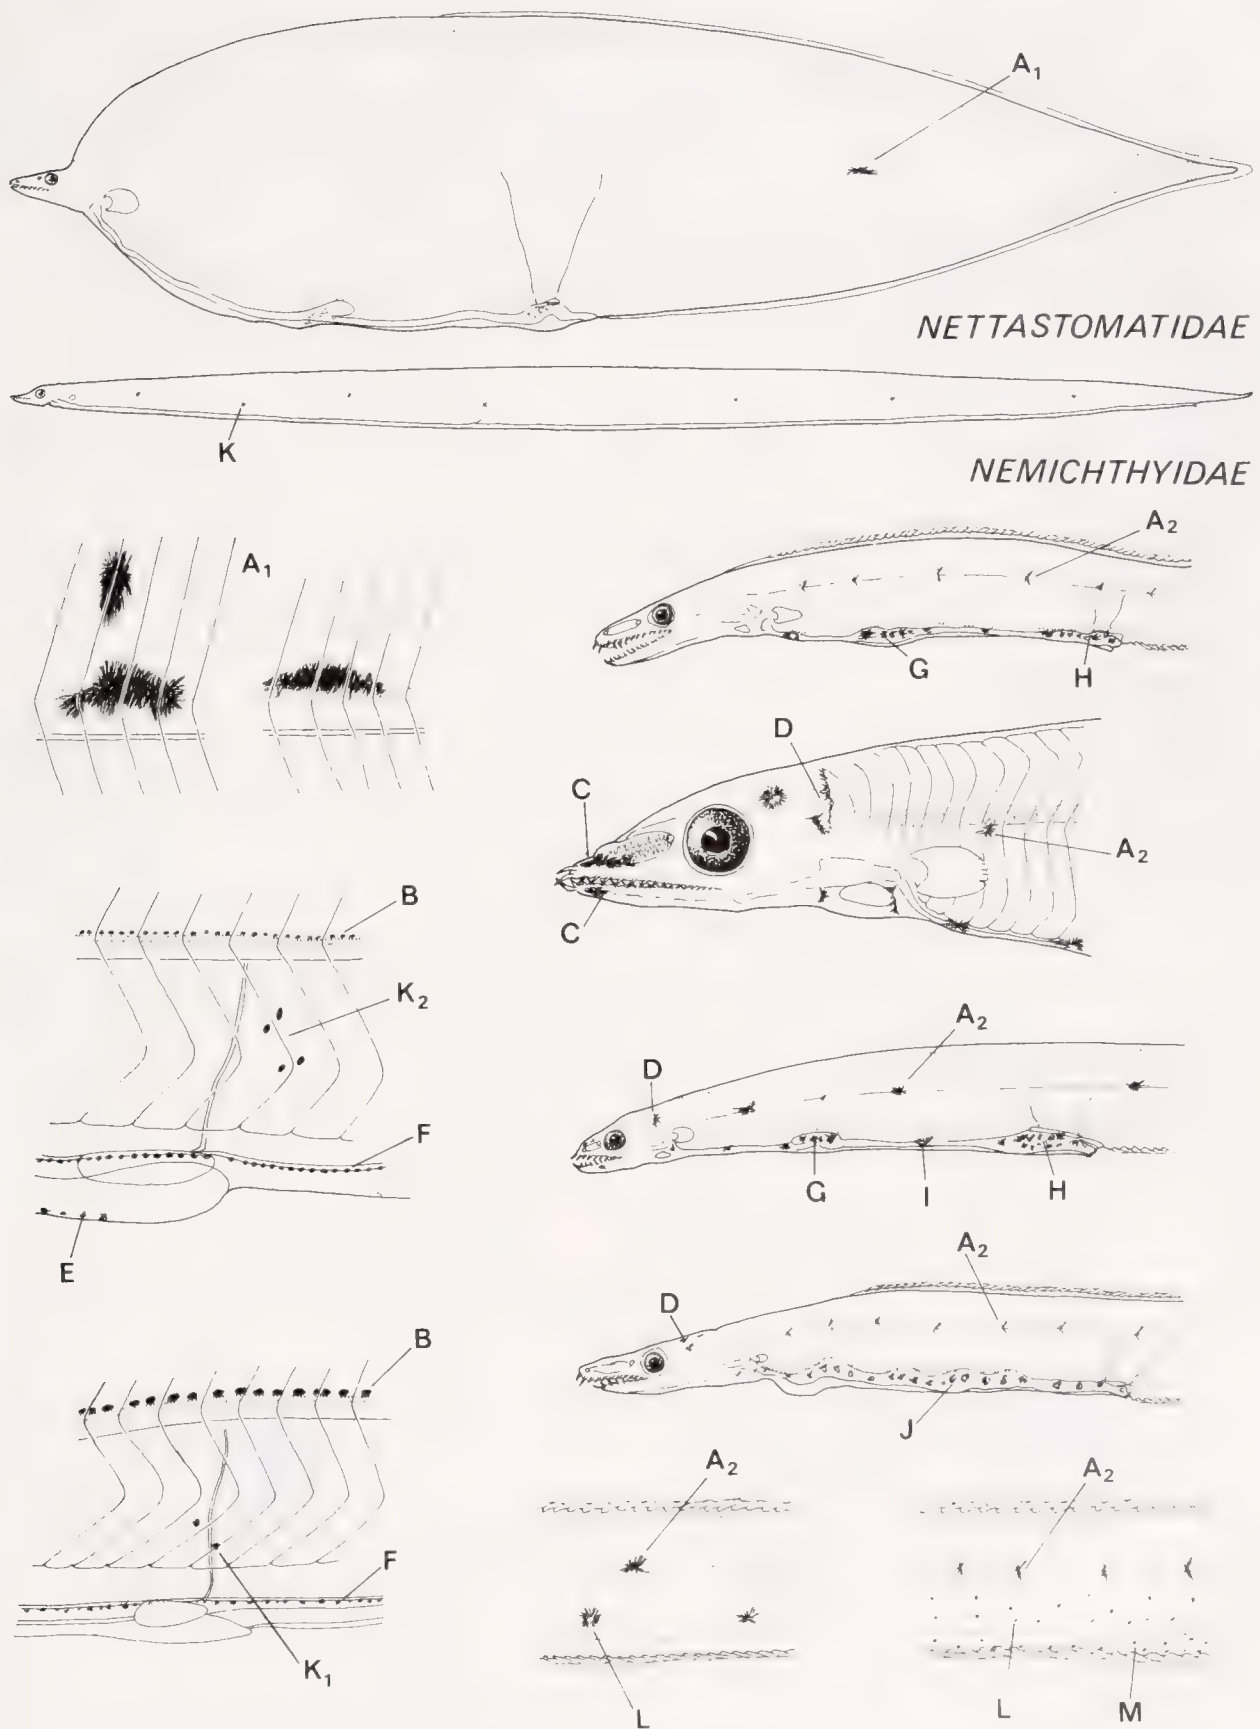 A₁
NETTASTOMATIDAE
K
NEMICHTHYIDAE
A₁
A₂
G
H
D
C
A₂
C
B
K₂
F
E
A₂
D
G
I
H
A₂
D
J
B
F
K₁
A₂
A₂
L
L
M